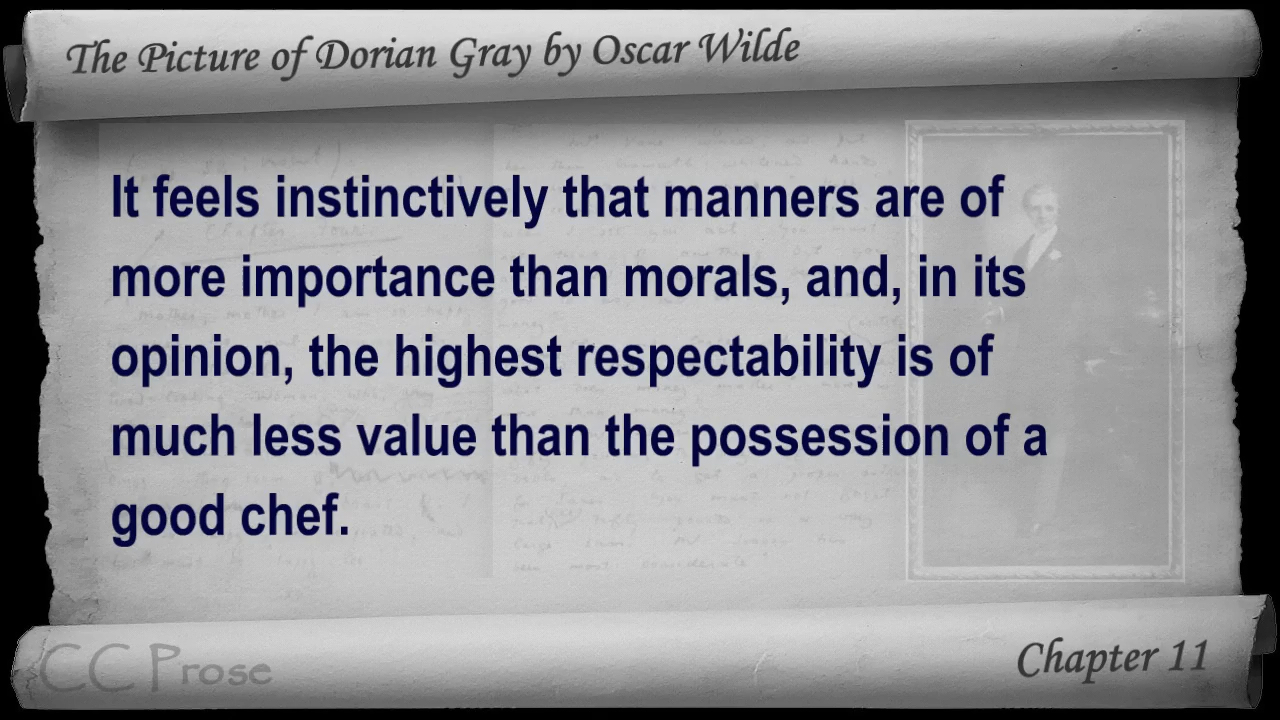 The Picture of Dorian Gray by Oscar Wilde
It feels instinctively that manners are of
more importance than morals, and, in its
opinion, the highest respectability is of
much less value than the possession of a
good chef.
CC Prose
Chapter 11